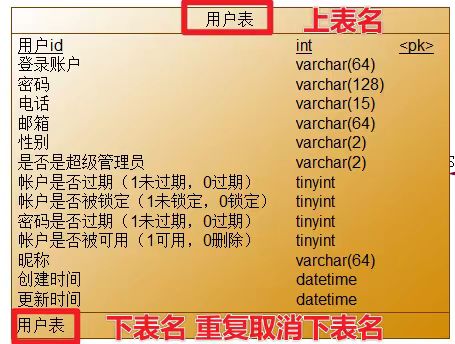 用户表 上表名
用户id int <pk>
登录账户 varchar(64)
密码 varchar(128)
电话 varchar(15)
邮箱 varchar(64)
性别 varchar(2)
是否是超级管理员 varchar(2)
帐户是否过期（1未过期，0过期） tinyint
帐户是否被锁定（1未锁定，0锁定） tinyint
密码是否过期（1未过期，0过期） tinyint
帐户是否被可用（1可用，0删除） tinyint
昵称 varchar(64)
创建时间 datetime
更新时间 datetime
用户表 下表名 重复取消下表名